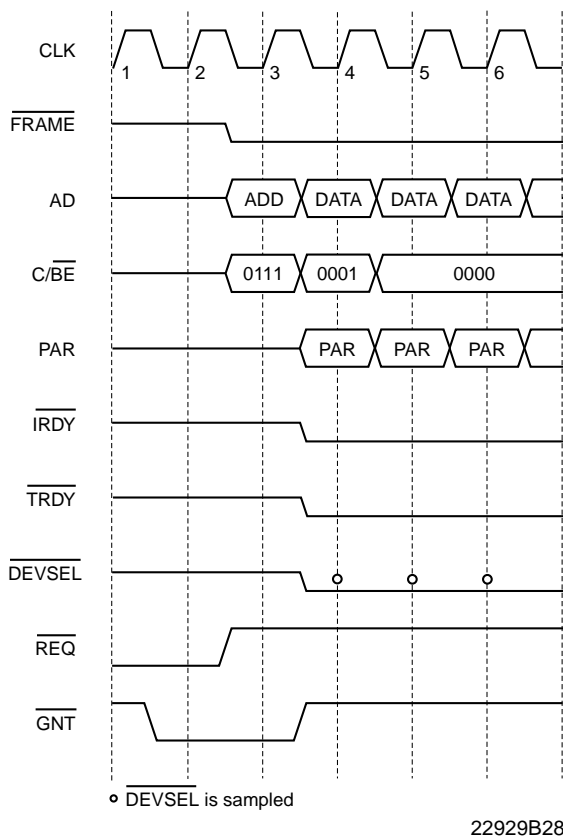 CLK
1 2 3 4 5 6
FRAME
AD ADD DATA DATA DATA
C/BE 0111 0001 0000
PAR PAR PAR PAR
IRDY
TRDY
DEVSEL
REQ
GNT
DEVSEL is sampled
22929B28